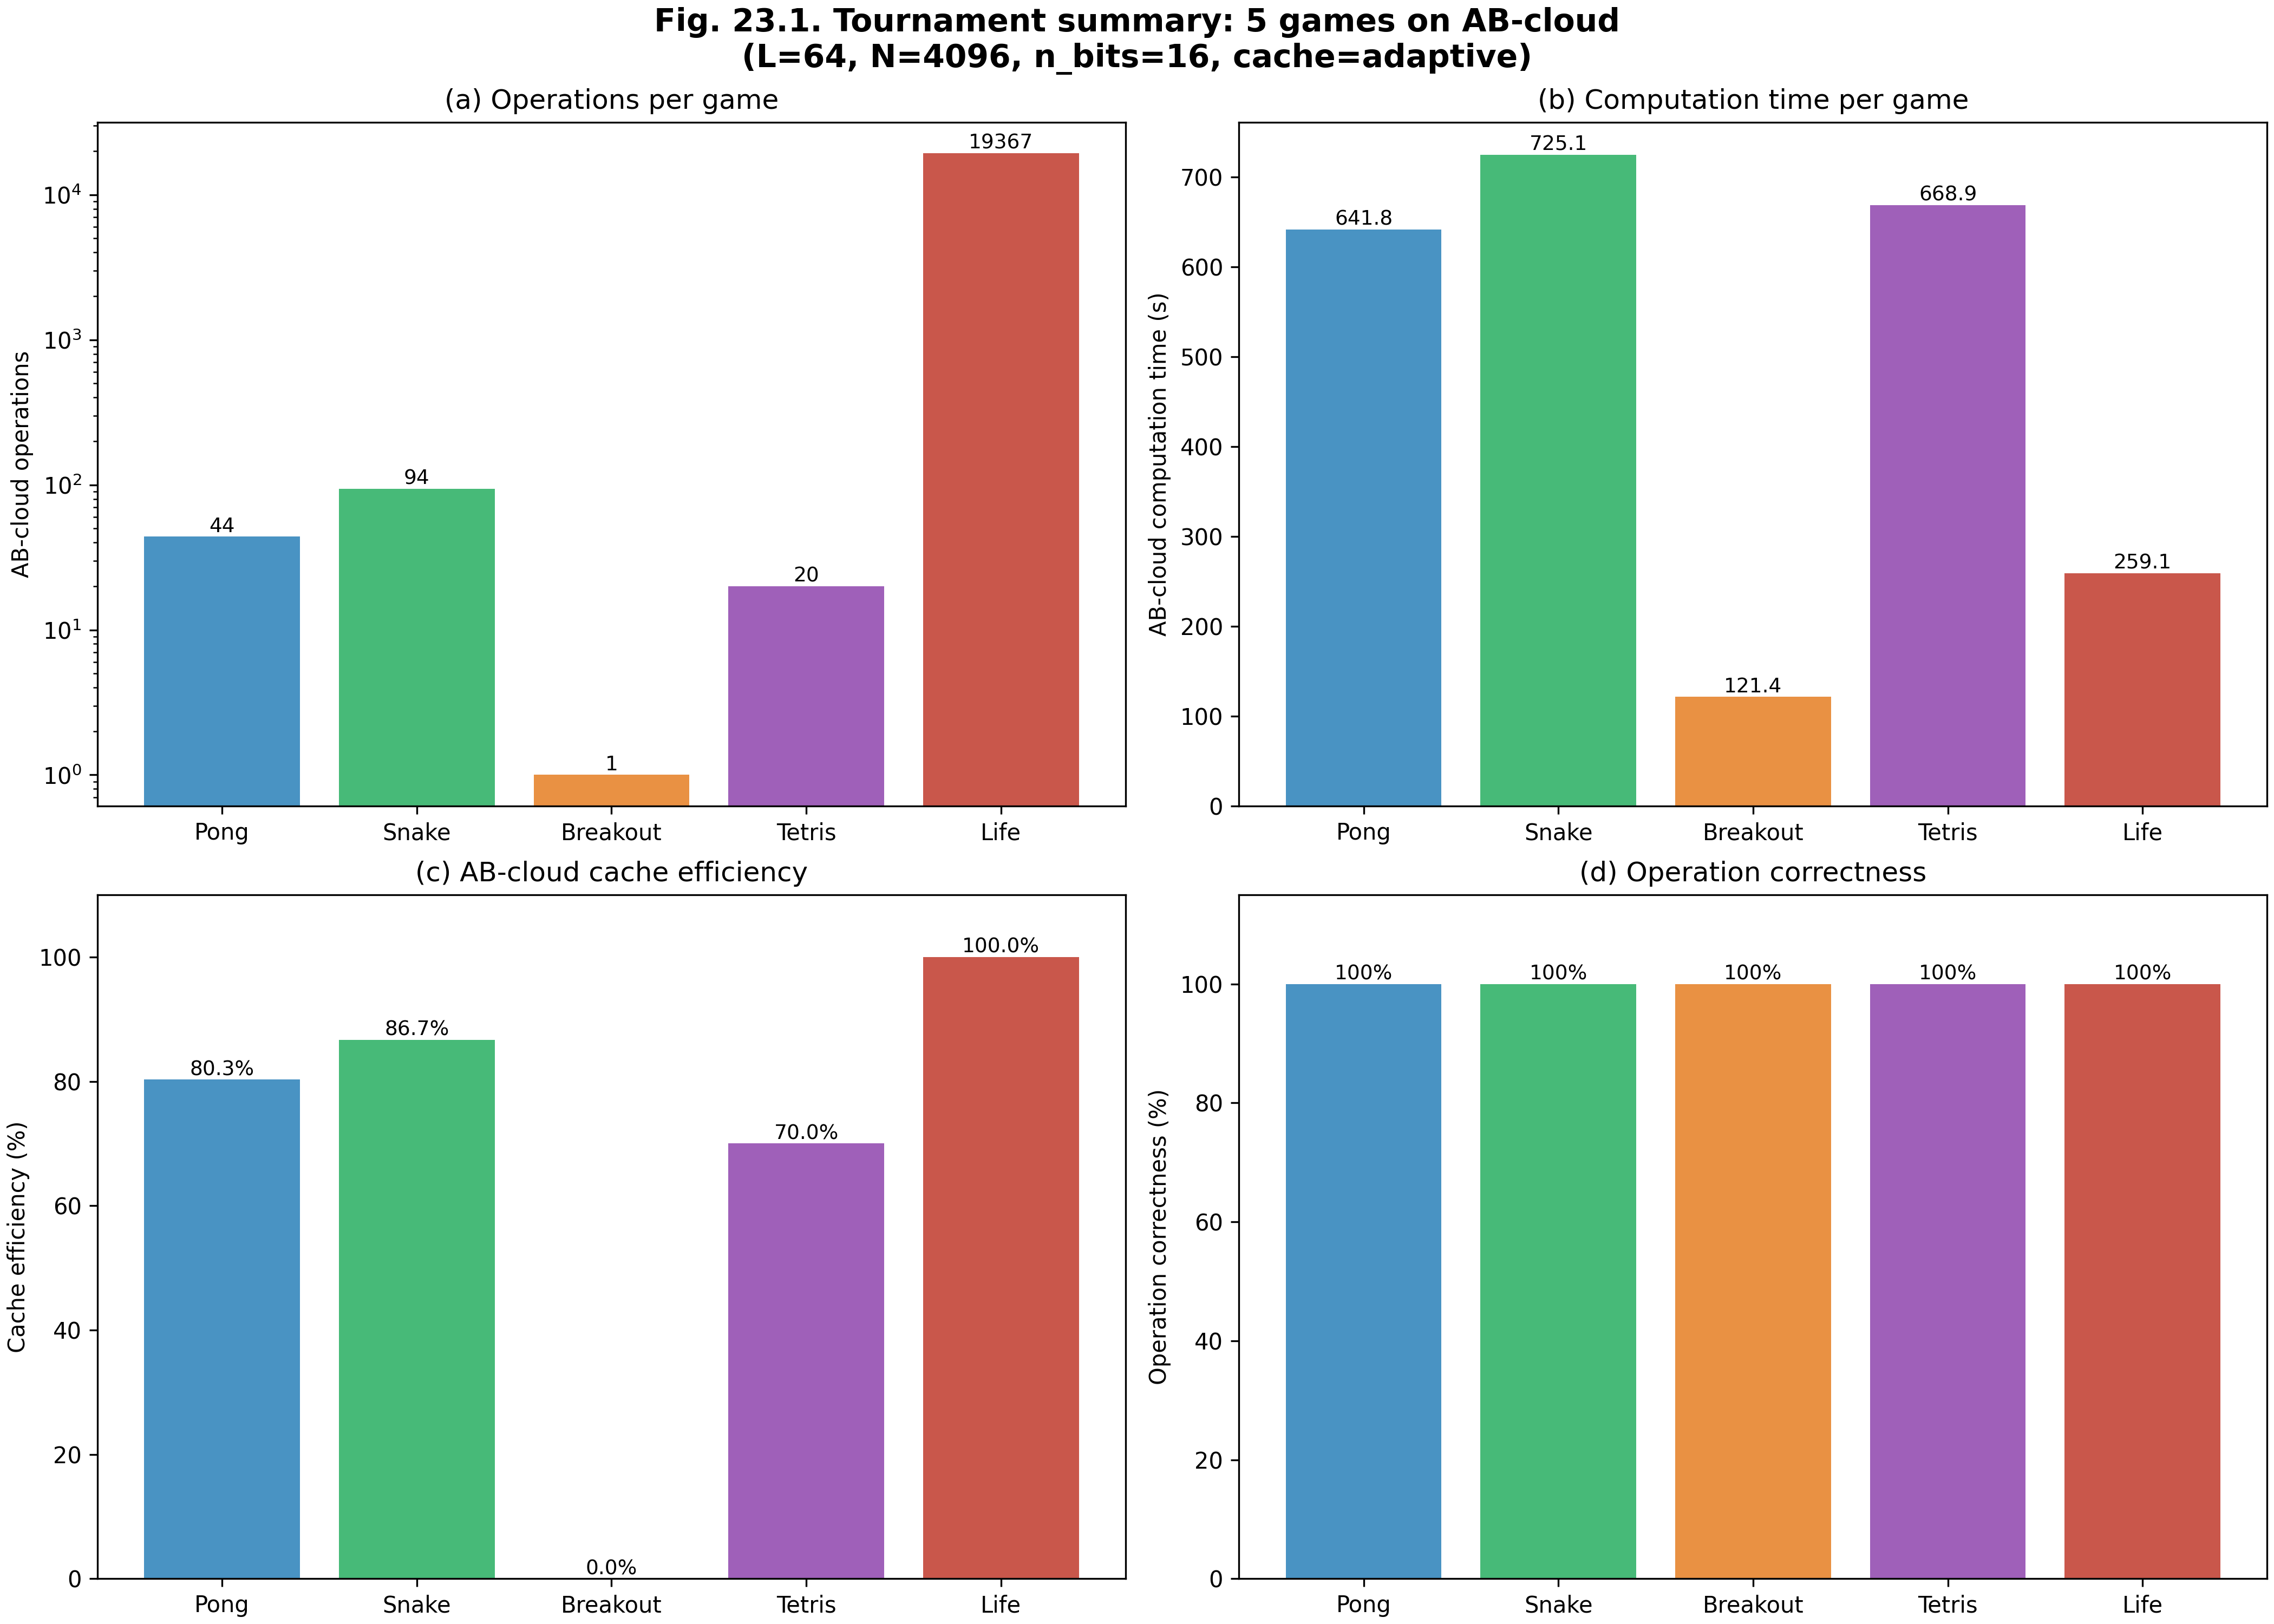 Fig. 23.1. Tournament summary: 5 games on AB-cloud
(L=64, N=4096, n_bits=16, cache=adaptive)
(a) Operations per game
AB-cloud operations
10⁴
10³
10²
10¹
10⁰
44
94
1
20
19367
Pong
Snake
Breakout
Tetris
Life
(b) Computation time per game
AB-cloud computation time (s)
700
600
500
400
300
200
100
0
641.8
725.1
121.4
668.9
259.1
Pong
Snake
Breakout
Tetris
Life
(c) AB-cloud cache efficiency
Cache efficiency (%)
100
80
60
40
20
0
80.3%
86.7%
0.0%
70.0%
100.0%
Pong
Snake
Breakout
Tetris
Life
(d) Operation correctness
Operation correctness (%)
100
80
60
40
20
0
100%
100%
100%
100%
100%
Pong
Snake
Breakout
Tetris
Life